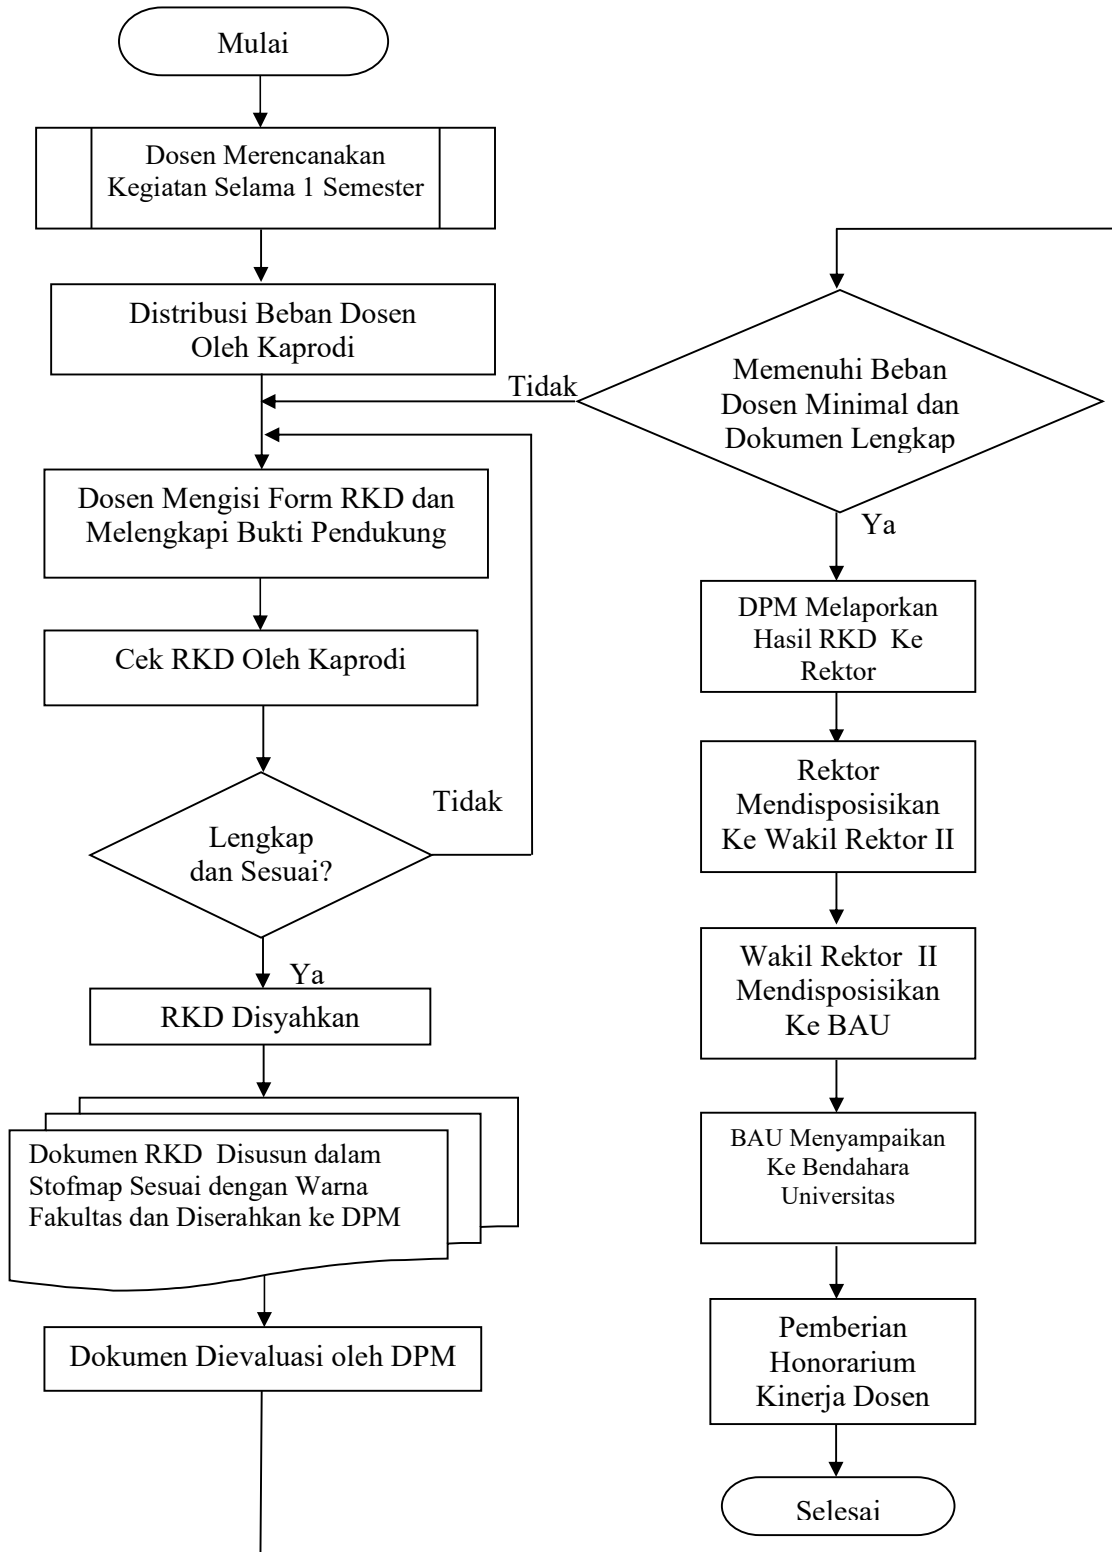 Mulai
Dosen Merencanakan
Kegiatan Selama 1 Semester
Distribusi Beban Dosen
Oleh Kaprodi
Tidak
Dosen Mengisi Form RKD dan
Melengkapi Bukti Pendukung
Cek RKD Oleh Kaprodi
Tidak
Lengkap
dan Sesuai?
Ya
RKD Disyahkan
Dokumen RKD Disusun dalam
Stofmap Sesuai dengan Warna
Fakultas dan Diserahkan ke DPM
Dokumen Dievaluasi oleh DPM
Memenuhi Beban
Dosen Minimal dan
Dokumen Lengkap
Ya
DPM Melaporkan
Hasil RKD Ke
Rektor
Rektor
Mendisposisikan
Ke Wakil Rektor II
Wakil Rektor II
Mendisposisikan
Ke BAU
BAU Menyampaikan
Ke Bendahara
Universitas
Pemberian
Honorarium
Kinerja Dosen
Selesai